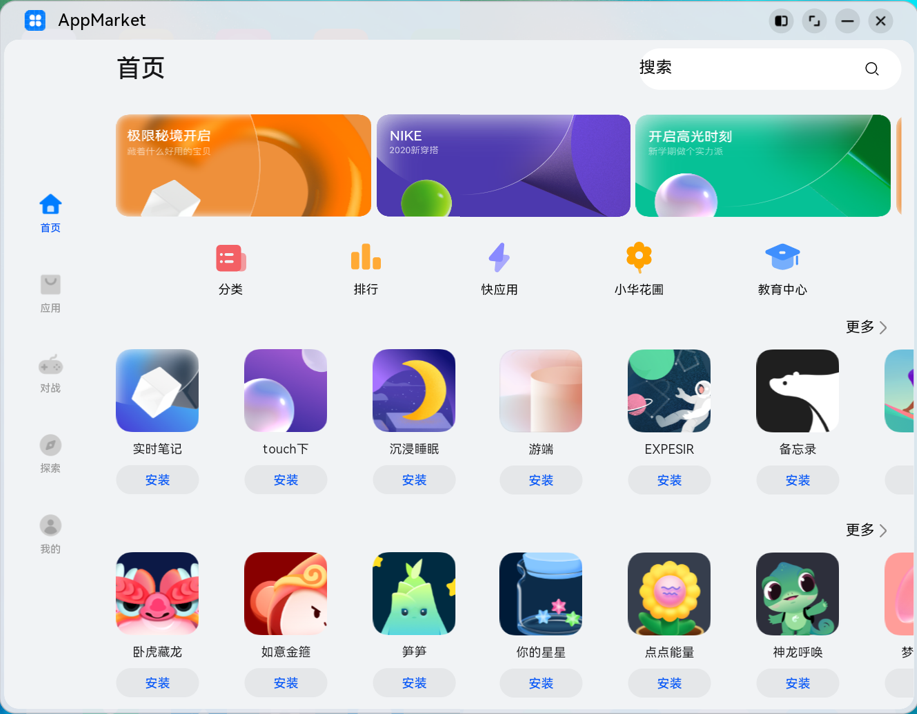 AppMarket
首页
搜索
极限秘境开启
藏着什么好用的宝贝
NIKE
2020新穿搭
开启高光时刻
新学期做个实力派
首页
应用
对战
探索
我的
分类
排行
快应用
小华花圃
教育中心
更多
实时笔记
touch下
沉浸睡眠
游端
EXPESIR
备忘录
安装
安装
安装
安装
安装
安装
更多
卧虎藏龙
如意金箍
笋笋
你的星星
点点能量
神龙呼唤
梦
安装
安装
安装
安装
安装
安装